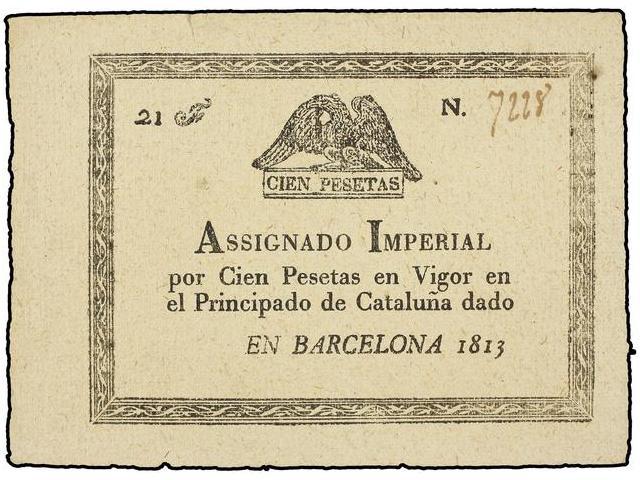 21 N. 7228
CIEN PESETAS
ASSIGNADO IMPERIAL
por Cien Pesetas en Vigor en
el Principado de Cataluña dado
EN BARCELONA 1813